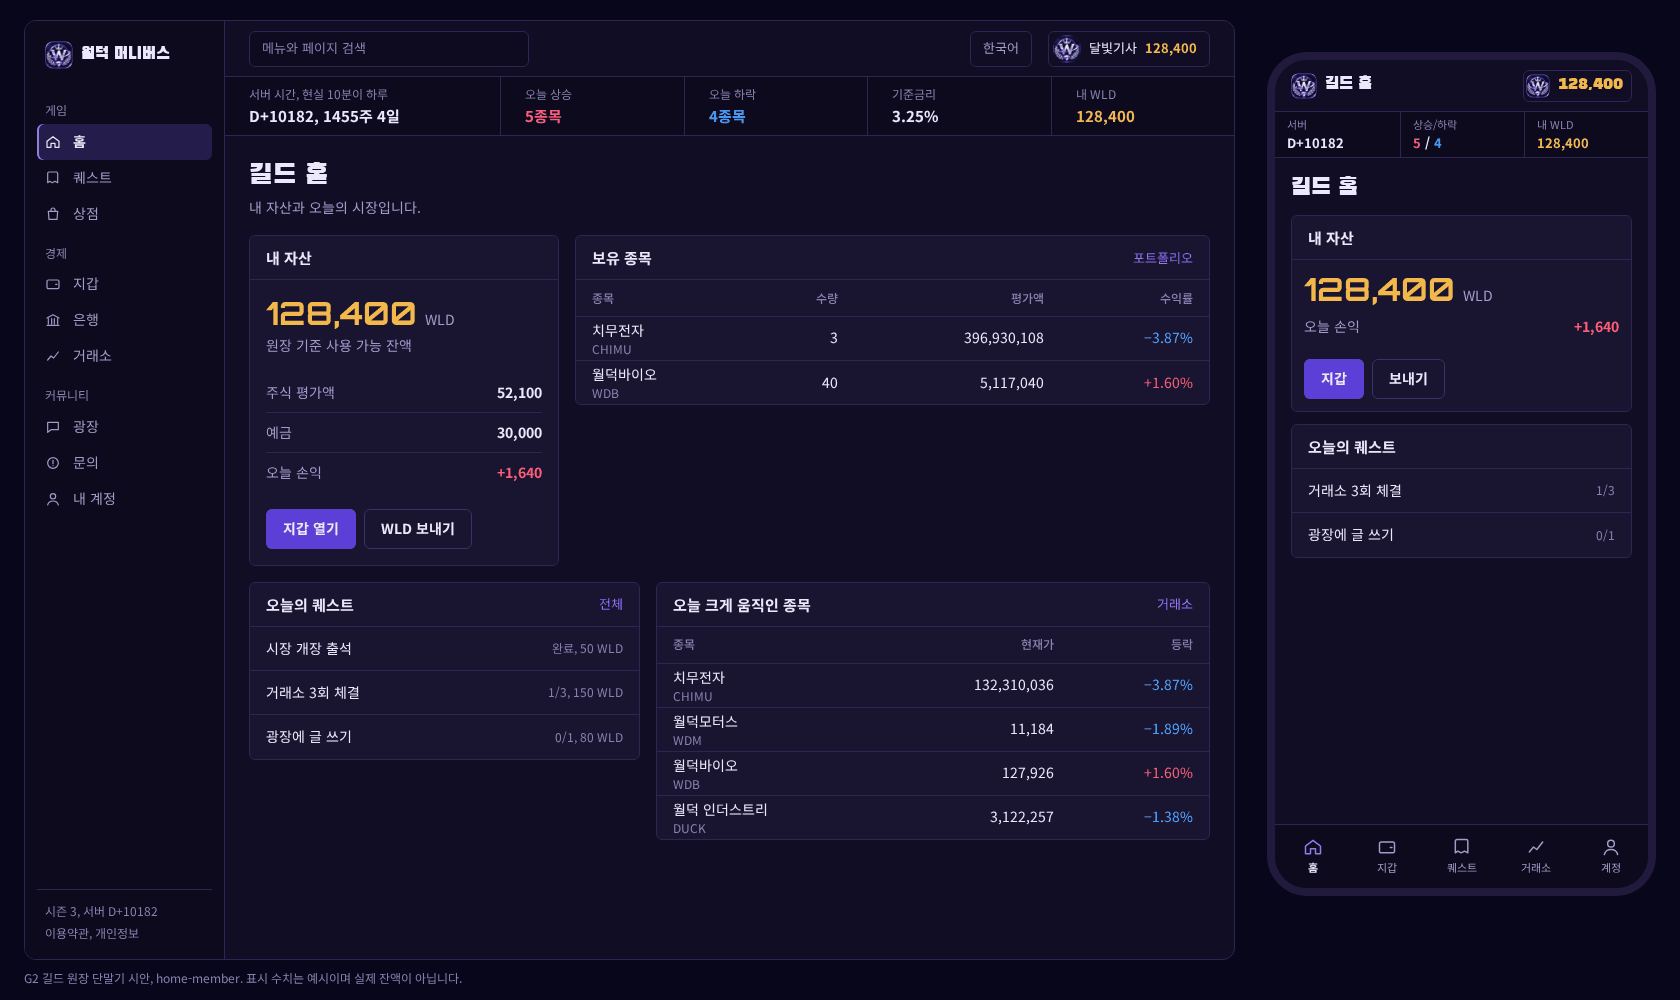 월덕 머니버스
게임
홈
퀘스트
상점
경제
지갑
은행
거래소
커뮤니티
광장
문의
내 계정
시즌 3, 서버 D+10182
이용약관, 개인정보
메뉴와 페이지 검색
한국어
달빛기사 128,400
서버 시간, 현실 10분이 하루
D+10182, 1455주 4일
오늘 상승
5종목
오늘 하락
4종목
기준금리
3.25%
내 WLD
128,400
길드 홈
내 자산과 오늘의 시장입니다.
내 자산
128,400 WLD
원장 기준 사용 가능 잔액
주식 평가액 52,100
예금 30,000
오늘 손익 +1,640
지갑 열기 WLD 보내기
보유 종목 포트폴리오
종목 수량 평가액 수익률
치무전자 3 396,930,108 −3.87%
CHIMU
월덕바이오 40 5,117,040 +1.60%
WDB
오늘의 퀘스트 전체
시장 개장 출석 완료, 50 WLD
거래소 3회 체결 1/3, 150 WLD
광장에 글 쓰기 0/1, 80 WLD
오늘 크게 움직인 종목 거래소
종목 현재가 등락
치무전자 132,310,036 −3.87%
CHIMU
월덕모터스 11,184 −1.89%
WDM
월덕바이오 127,926 +1.60%
WDB
월덕 인더스트리 3,122,257 −1.38%
DUCK
G2 길드 원장 단말기 시안, home-member. 표시 수치는 예시이며 실제 잔액이 아닙니다.
길드 홈 128,400
서버
D+10182
상승/하락
5 / 4
내 WLD
128,400
길드 홈
내 자산
128,400 WLD
오늘 손익 +1,640
지갑 보내기
오늘의 퀘스트
거래소 3회 체결 1/3
광장에 글 쓰기 0/1
홈 지갑 퀘스트 거래소 계정